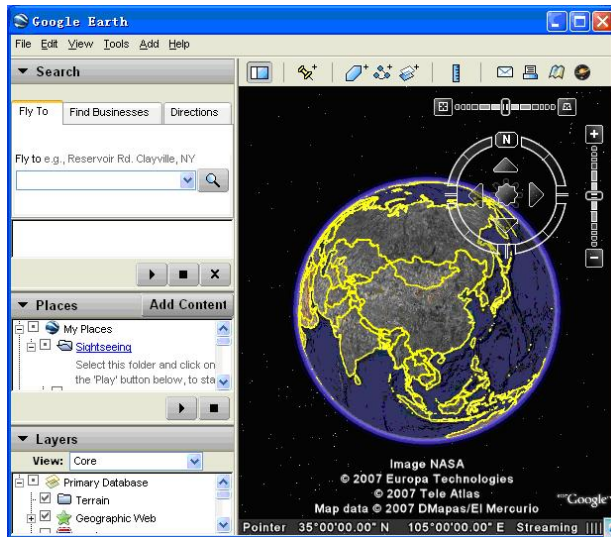 Google Earth
File Edit View Tools Add Help
Search
Fly To Find Businesses Directions
Fly to e.g., Reservoir Rd. Clayville, NY
Places Add Content
My Places
Sightseeing
Select this folder and click on
the 'Play' button below, to sta
Layers
View: Core
Primary Database
Terrain
Geographic Web
N
Image NASA
© 2007 Europa Technologies
© 2007 Tele Atlas
Map data © 2007 DMapas/El Mercurio
Google
Pointer 35°00'00.00" N 105°00'00.00" E Streaming